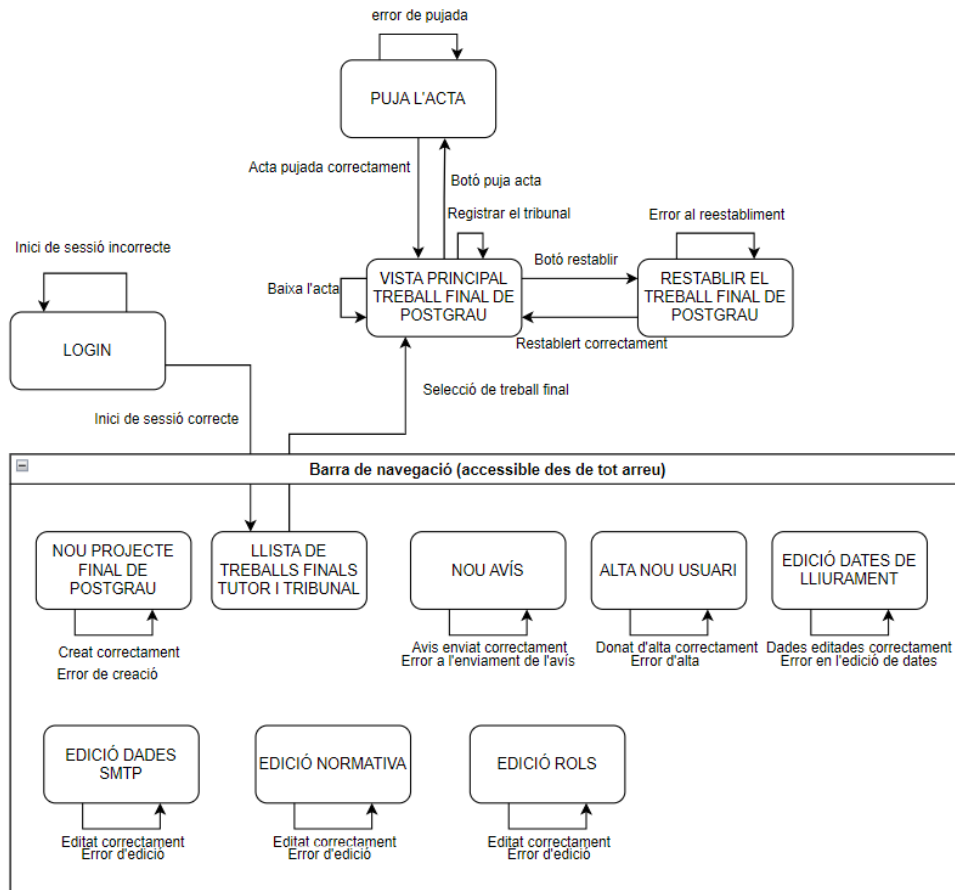 error de pujada
PUJA L'ACTA
Acta pujada correctament
Botó puja acta
Registrar el tribunal
Error al reestabliment
Inici de sessió incorrecte
Botó restablir
Baixa l'acta
VISTA PRINCIPAL
TREBALL FINAL DE
POSTGRAU
RESTABLIR EL
TREBALL FINAL DE
POSTGRAU
LOGIN
Restablert correctament
Selecció de treball final
Inici de sessió correcte
Barra de navegació (accessible des de tot arreu)
NOU PROJECTE
FINAL DE
POSTGRAU
LLISTA DE
TREBALLS FINALS
TUTOR I TRIBUNAL
NOU AVÍS
ALTA NOU USUARI
EDICIÓ DATES DE
LLIURAMENT
Creat correctament
Error de creació
Avis enviat correctament
Error a l'enviament de l'avís
Donat d'alta correctament
Error d'alta
Dades editades correctament
Error en l'edició de dates
EDICIÓ DADES
SMTP
EDICIÓ NORMATIVA
EDICIÓ ROLS
Editat correctament
Error d'edició
Editat correctament
Error d'edició
Editat correctament
Error d'edició